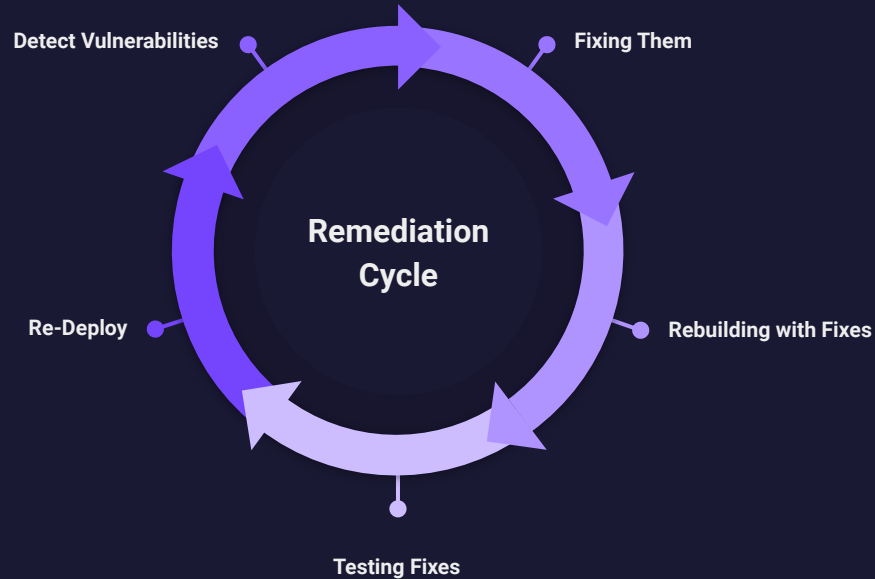 Detect Vulnerabilities
Fixing Them
Remediation
Cycle
Re-Deploy
Rebuilding with Fixes
Testing Fixes